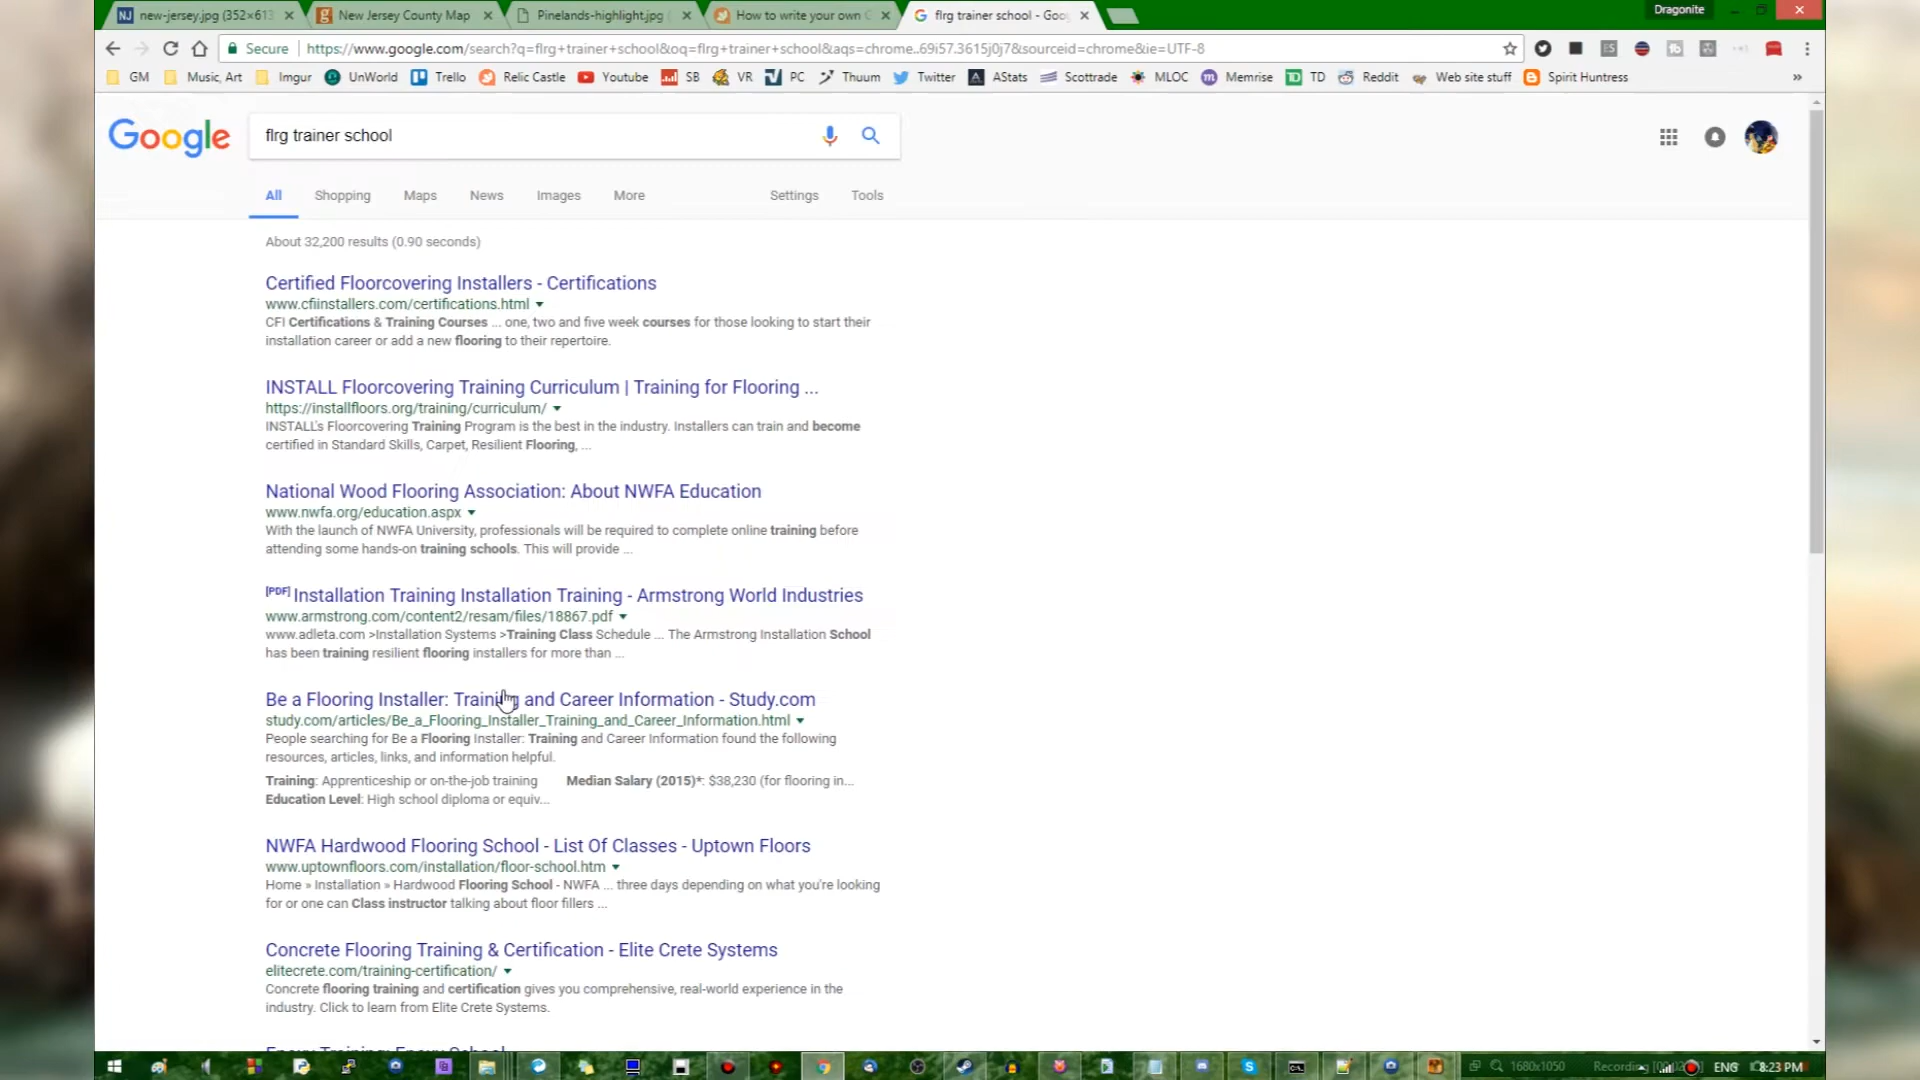 new-jersey.jpg (352×613
New Jersey County Map
Pinelands-highlight.jpg
How to write your own
flrg trainer school - Goo
Dragonite
Secure
https://www.google.com/search?q=flrg+trainer+school&oq=flrg+trainer+school&aqs=chrome..69i57.3615j0j7&sourceid=chrome&ie=UTF-8
GM
Music, Art
Imgur
UnWorld
Trello
Relic Castle
Youtube
SB
VR
PC
Thuum
Twitter
AStats
Scottrade
MLOC
Memrise
TD
Reddit
Web site stuff
Spirit Huntress
Google
flrg trainer school
All
Shopping
Maps
News
Images
More
Settings
Tools
About 32,200 results (0.90 seconds)
Certified Floorcovering Installers - Certifications
www.cfiinstallers.com/certifications.html
CFI Certifications & Training Courses ... one, two and five week courses for those looking to start their
installation career or add a new flooring to their repertoire.
INSTALL Floorcovering Training Curriculum | Training for Flooring ...
https://installfloors.org/training/curriculum/
INSTALL's Floorcovering Training Program is the best in the industry. Installers can train and become
certified in Standard Skills, Carpet, Resilient Flooring, ...
National Wood Flooring Association: About NWFA Education
www.nwfa.org/education.aspx
With the launch of NWFA University, professionals will be required to complete online training before
attending some hands-on training schools. This will provide ...
[PDF] Installation Training Installation Training - Armstrong World Industries
www.armstrong.com/content2/resam/files/18867.pdf
www.adleta.com >Installation Systems >Training Class Schedule ... The Armstrong Installation School
has been training resilient flooring installers for more than ...
Be a Flooring Installer: Training and Career Information - Study.com
study.com/articles/Be_a_Flooring_Installer_Training_and_Career_Information.html
People searching for Be a Flooring Installer: Training and Career Information found the following
resources, articles, links, and information helpful.
Training: Apprenticeship or on-the-job training Median Salary (2015)*: $38,230 (for flooring in...
Education Level: High school diploma or equiv...
NWFA Hardwood Flooring School - List Of Classes - Uptown Floors
www.uptownfloors.com/installation/floor-school.htm
Home » Installation » Hardwood Flooring School - NWFA ... three days depending on what you're looking
for or one can Class instructor talking about floor fillers ...
Concrete Flooring Training & Certification - Elite Crete Systems
elitecrete.com/training-certification/
Concrete flooring training and certification gives you comprehensive, real-world experience in the
industry. Click to learn from Elite Crete Systems.
Epoxy Training: Epoxy School
1680x1050
Recording
ENG
8:23 PM